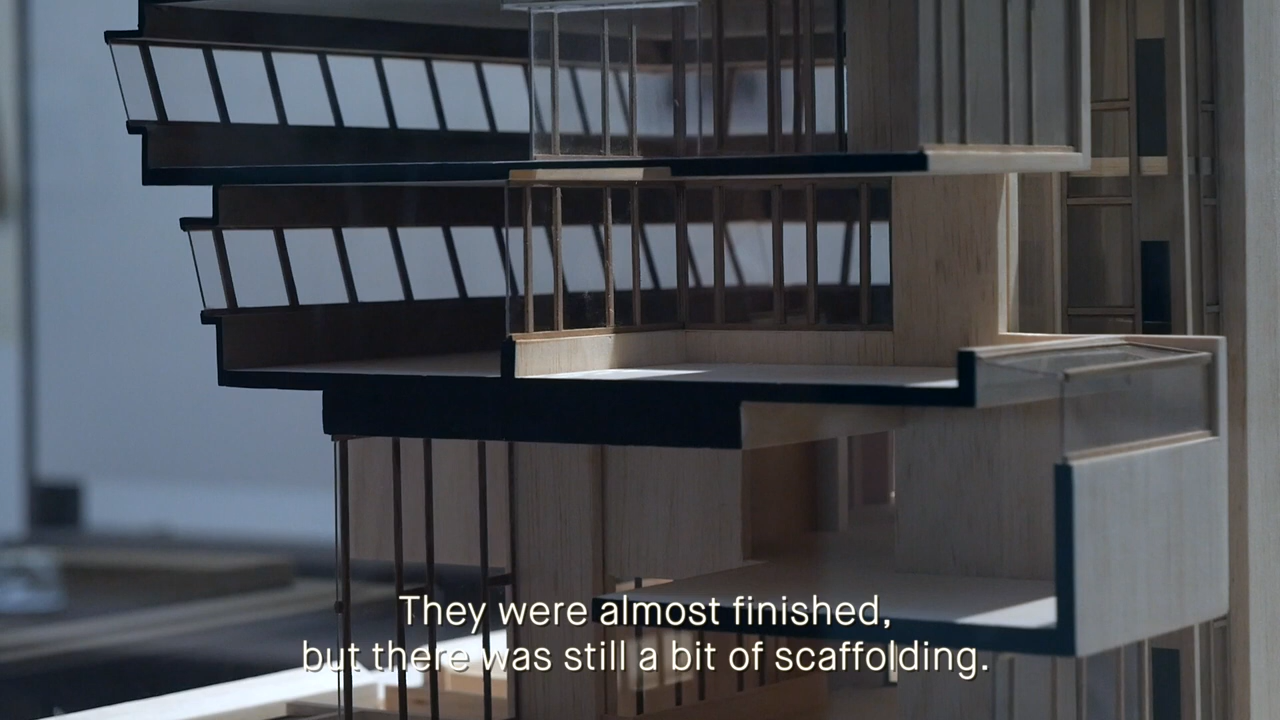 They were almost finished,
but there was still a bit of scaffolding.